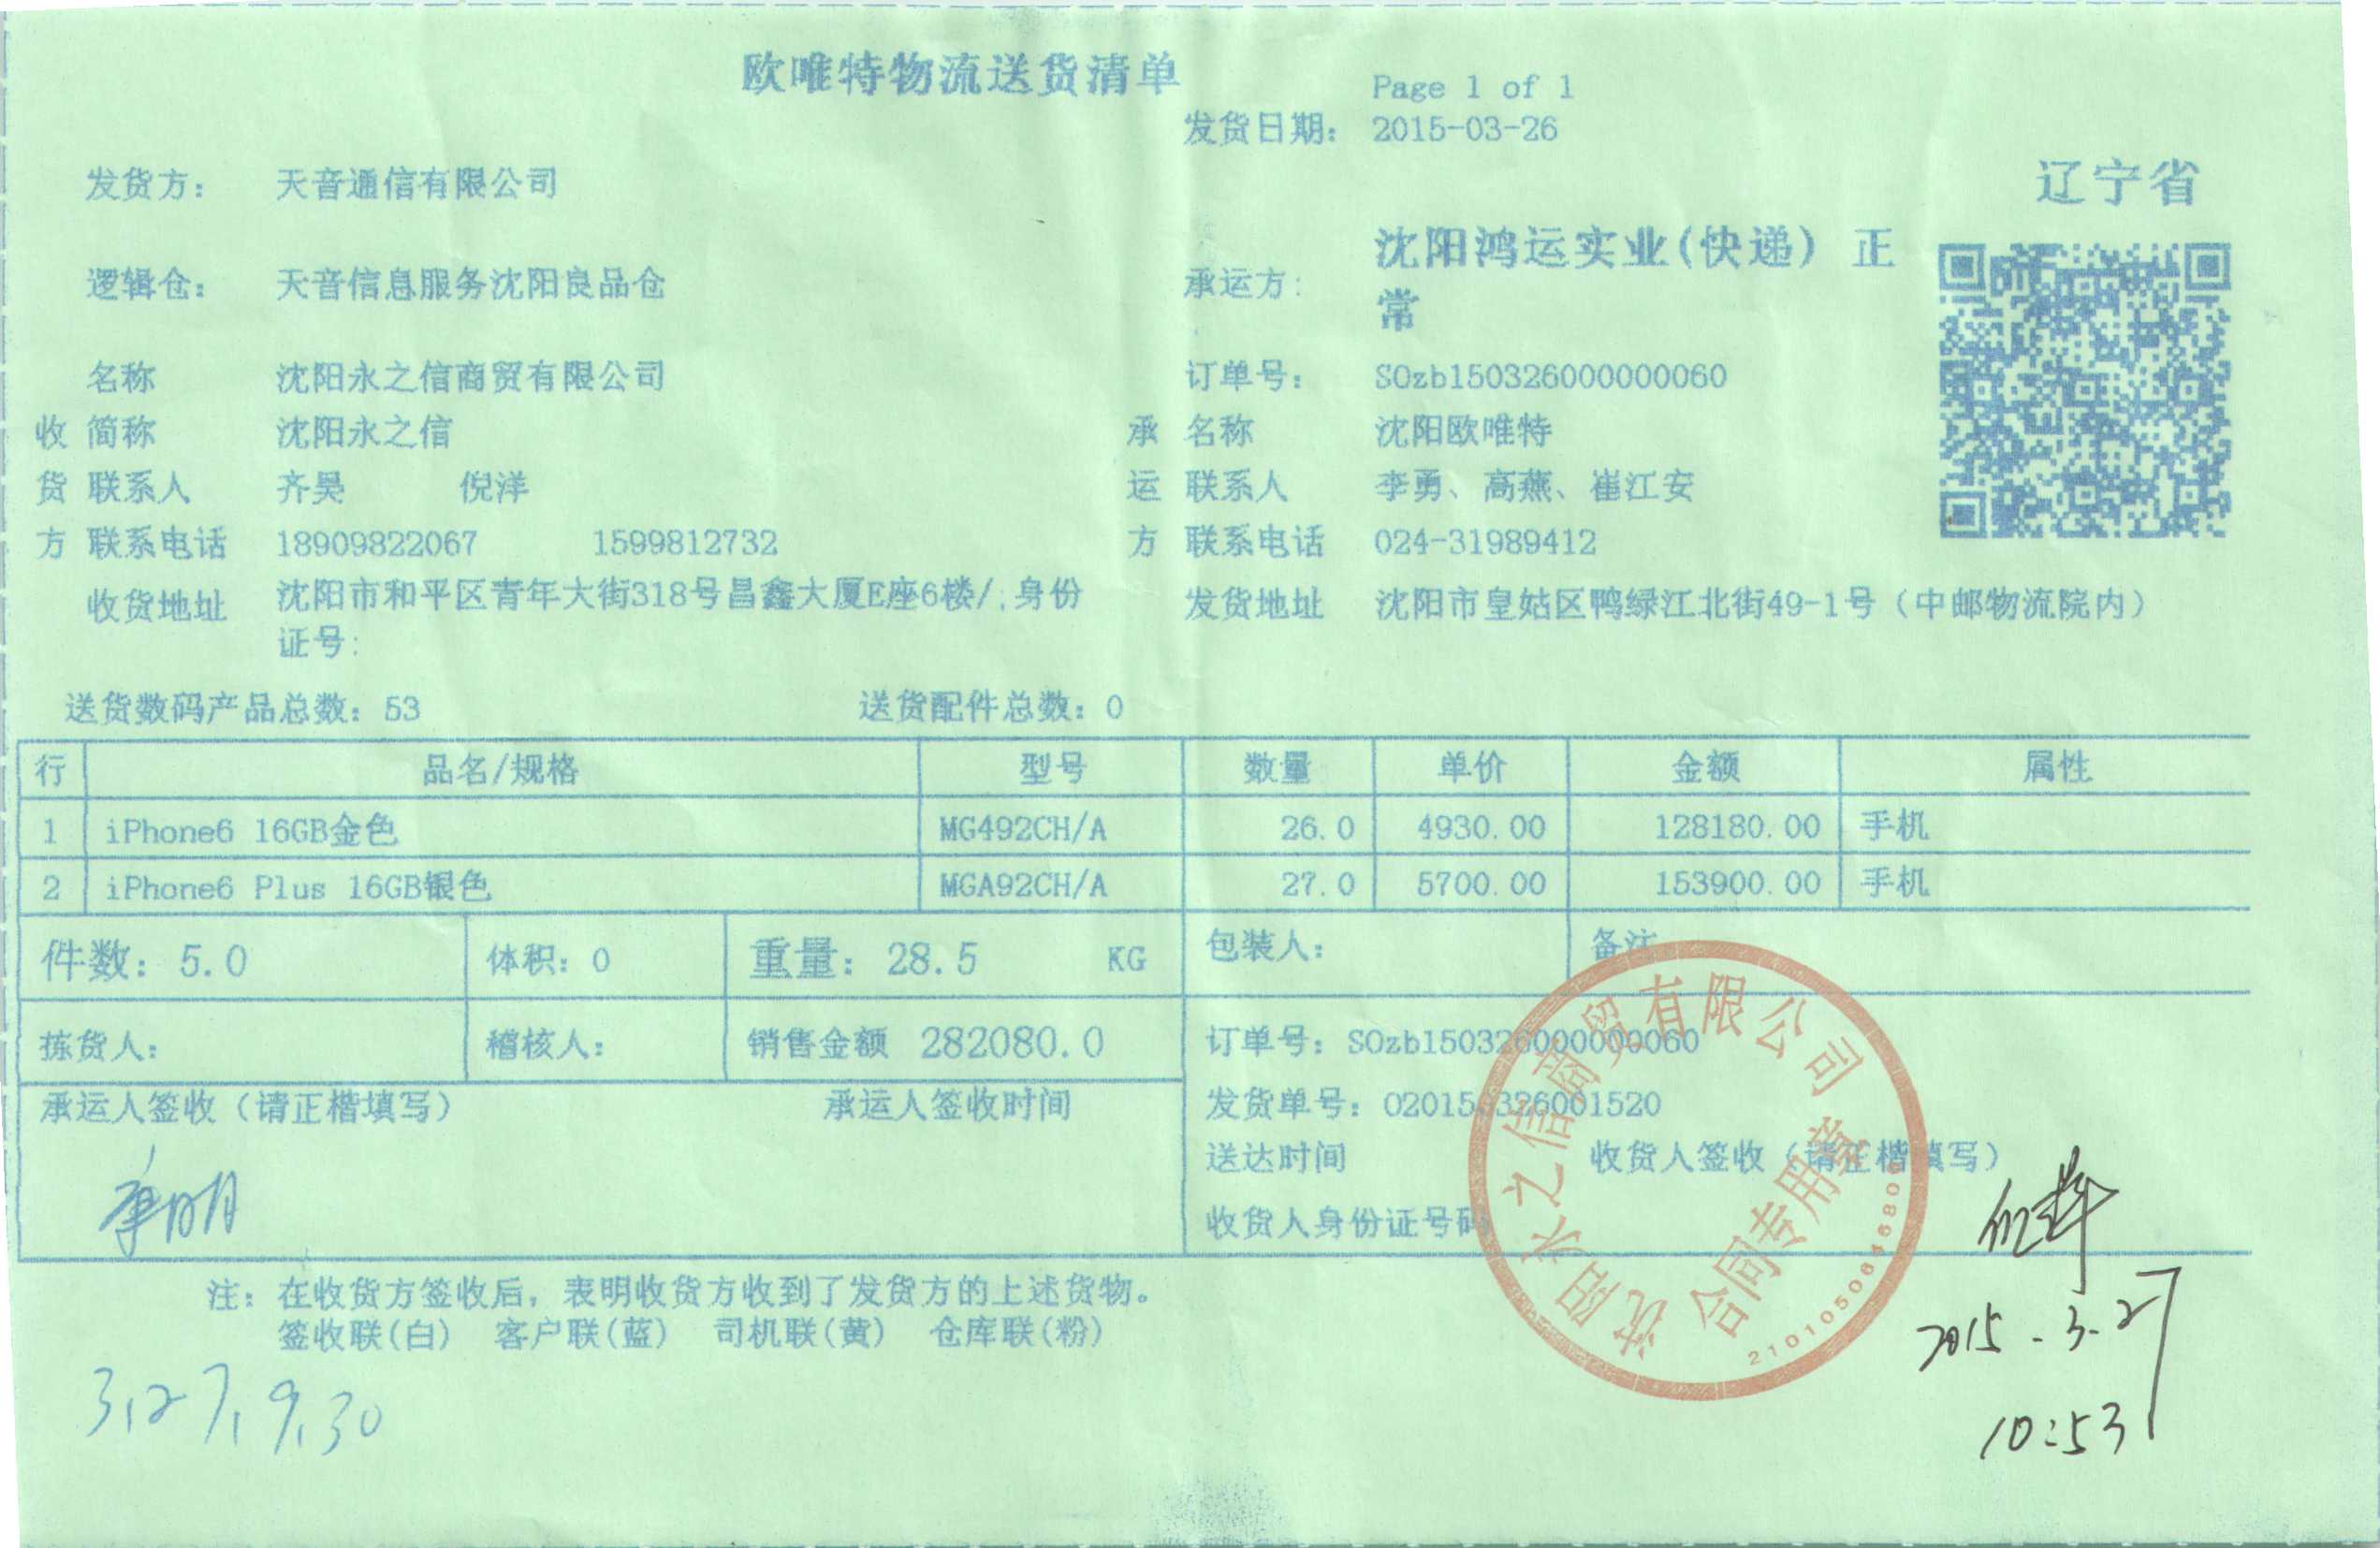 欧唯特物流送货清单
Page 1 of 1
发货日期: 2015-03-26
发货方: 天音通信有限公司
辽宁省
逻辑仓: 天音信息服务沈阳良品仓
承运方: 沈阳鸿运实业(快递) 正常
名称 沈阳永之信商贸有限公司
订单号: SOzb150326000000060
收 简称 沈阳永之信
承 名称 沈阳欧唯特
货 联系人 齐昊 倪洋
运 联系人 李勇、高燕、崔江安
方 联系电话 18909822067 1599812732
方 联系电话 024-31989412
收货地址 沈阳市和平区青年大街318号昌鑫大厦E座6楼/;身份证号:
发货地址 沈阳市皇姑区鸭绿江北街49-1号（中邮物流院内）
送货数码产品总数: 53 送货配件总数: 0
行 品名/规格 型号 数量 单价 金额 属性
1 iPhone6 16GB金色 MG492CH/A 26.0 4930.00 128180.00 手机
2 iPhone6 Plus 16GB银色 MGA92CH/A 27.0 5700.00 153900.00 手机
件数: 5.0 体积: 0 重量: 28.5 KG 包装人: 备注
拣货人: 稽核人: 销售金额 282080.0 订单号: SOzb150326000000060
承运人签收（请正楷填写） 承运人签收时间 发货单号: 020150326001520
送达时间 收货人签收（请正楷填写）
收货人身份证号码
沈阳永之信商贸有限公司
合同专用章
注: 在收货方签收后，表明收货方收到了发货方的上述货物。
签收联(白) 客户联(蓝) 司机联(黄) 仓库联(粉)
2015.3.27
10:53
3,27,9,30